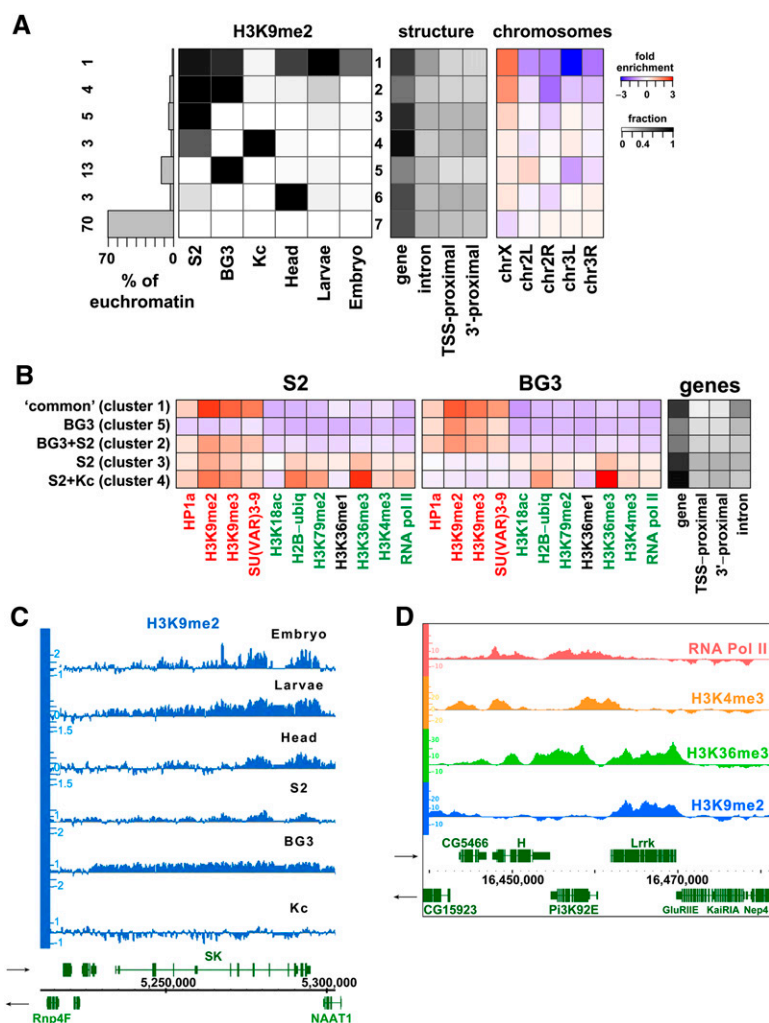 A
H3K9me2
structure
chromosomes
1
4
5
3
13
3
70
1
2
3
4
5
6
7
fold
enrichment
−3 0 3
fraction
0 0.4 1
70 0
% of
euchromatin
S2
BG3
Kc
Head
Larvae
Embryo
gene
intron
TSS-proximal
3'-proximal
chrX
chr2L
chr2R
chr3L
chr3R
B
S2
BG3
genes
'common' (cluster 1)
BG3 (cluster 5)
BG3+S2 (cluster 2)
S2 (cluster 3)
S2+Kc (cluster 4)
HP1a
H3K9me2
H3K9me3
SU(VAR)3-9
H3K18ac
H2B−ubiq
H3K79me2
H3K36me1
H3K36me3
H3K4me3
RNA pol II
HP1a
H3K9me2
H3K9me3
SU(VAR)3-9
H3K18ac
H2B−ubiq
H3K79me2
H3K36me1
H3K36me3
H3K4me3
RNA pol II
gene
TSS−proximal
3'−proximal
intron
C
H3K9me2
Embryo
Larvae
Head
S2
BG3
Kc
SK
5,250,000 5,300,000
Rnp4F NAAT1
D
RNA Pol II
H3K4me3
H3K36me3
H3K9me2
CG5466 H Lrrk
16,450,000 16,470,000
CG15923 Pi3K92E GluRIIE KaiRIA Nep4